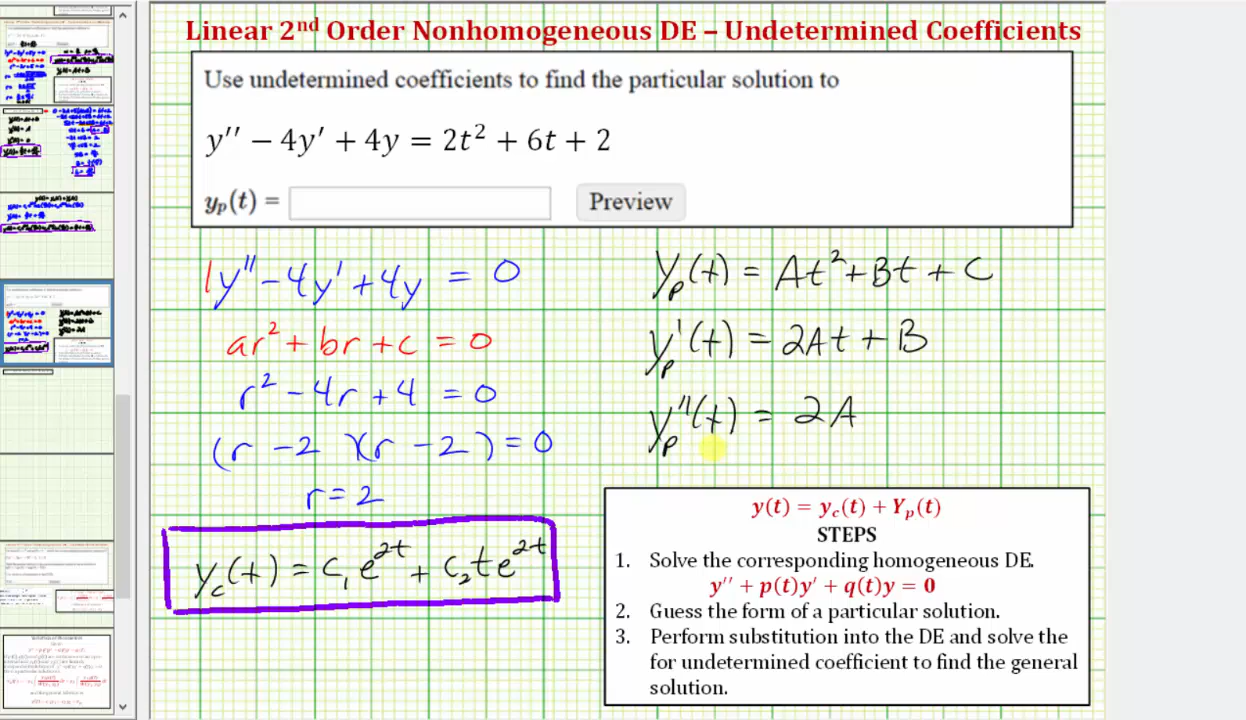 Linear 2ⁿᵈ Order Nonhomogeneous DE – Undetermined Coefficients
Use undetermined coefficients to find the particular solution to
y′′ − 4y′ + 4y = 2t² + 6t + 2
yₚ(t) =
Preview
1y'' − 4y' + 4y = 0
ar² + br + c = 0
r² − 4r + 4 = 0
(r − 2 )(r − 2) = 0
r = 2
y_c(t) = c₁e^{2t} + c₂te^{2t}
yₚ(t) = At² + Bt + C
yₚ'(t) = 2At + B
yₚ''(t) = 2A
y(t) = y_c(t) + Yₚ(t)
STEPS
1. Solve the corresponding homogeneous DE.
y′′ + p(t)y′ + q(t)y = 0
2. Guess the form of a particular solution.
3. Perform substitution into the DE and solve the
for undetermined coefficient to find the general
solution.